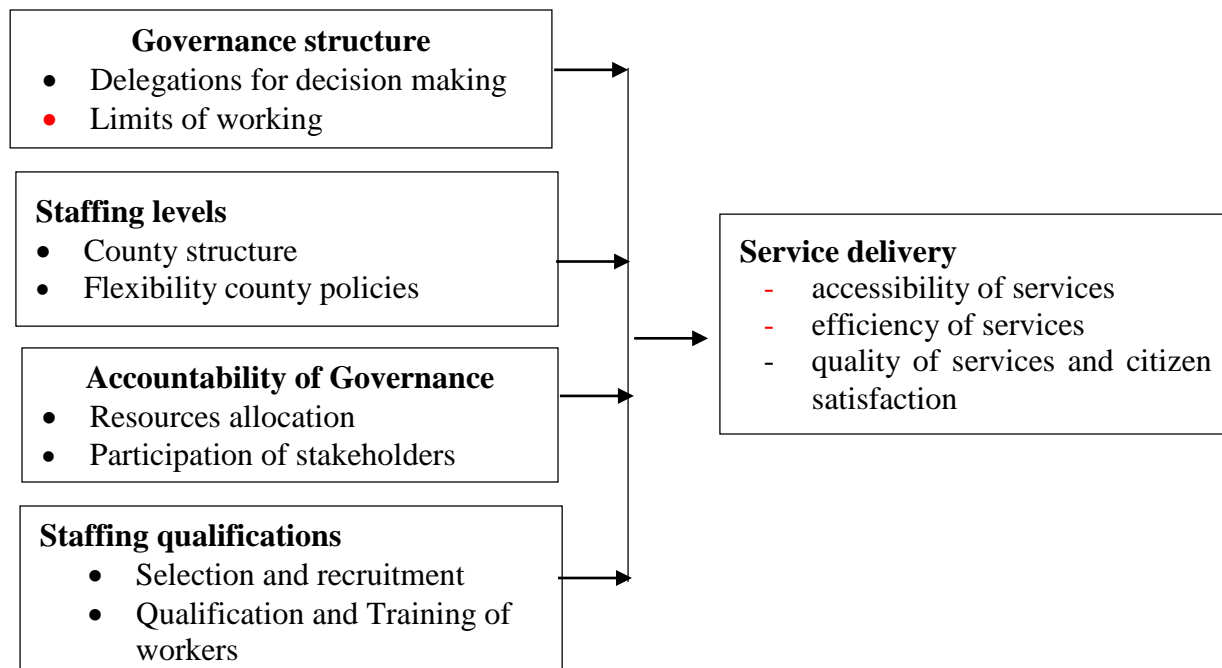 Governance structure
• Delegations for decision making
• Limits of working
Staffing levels
• County structure
• Flexibility county policies
Accountability of Governance
• Resources allocation
• Participation of stakeholders
Staffing qualifications
• Selection and recruitment
• Qualification and Training of
workers
Service delivery
- accessibility of services
- efficiency of services
- quality of services and citizen
satisfaction